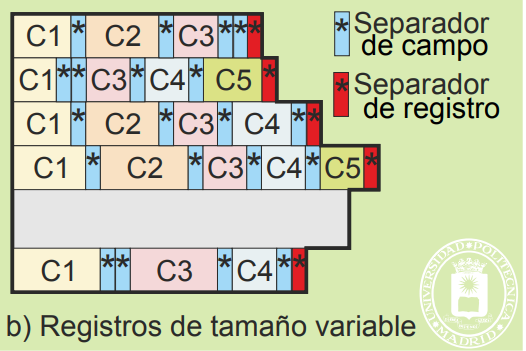 C1 * C2 * C3 * * *
C1 * * C3 * C4 * C5 *
C1 * C2 * C3 * C4 * *
C1 * C2 * C3 * C4 * C5 *
C1 * * C3 * C4 * *
* Separador
de campo
* Separador
de registro
b) Registros de tamaño variable
UNIVERSIDAD POLITECNICA
MADRID